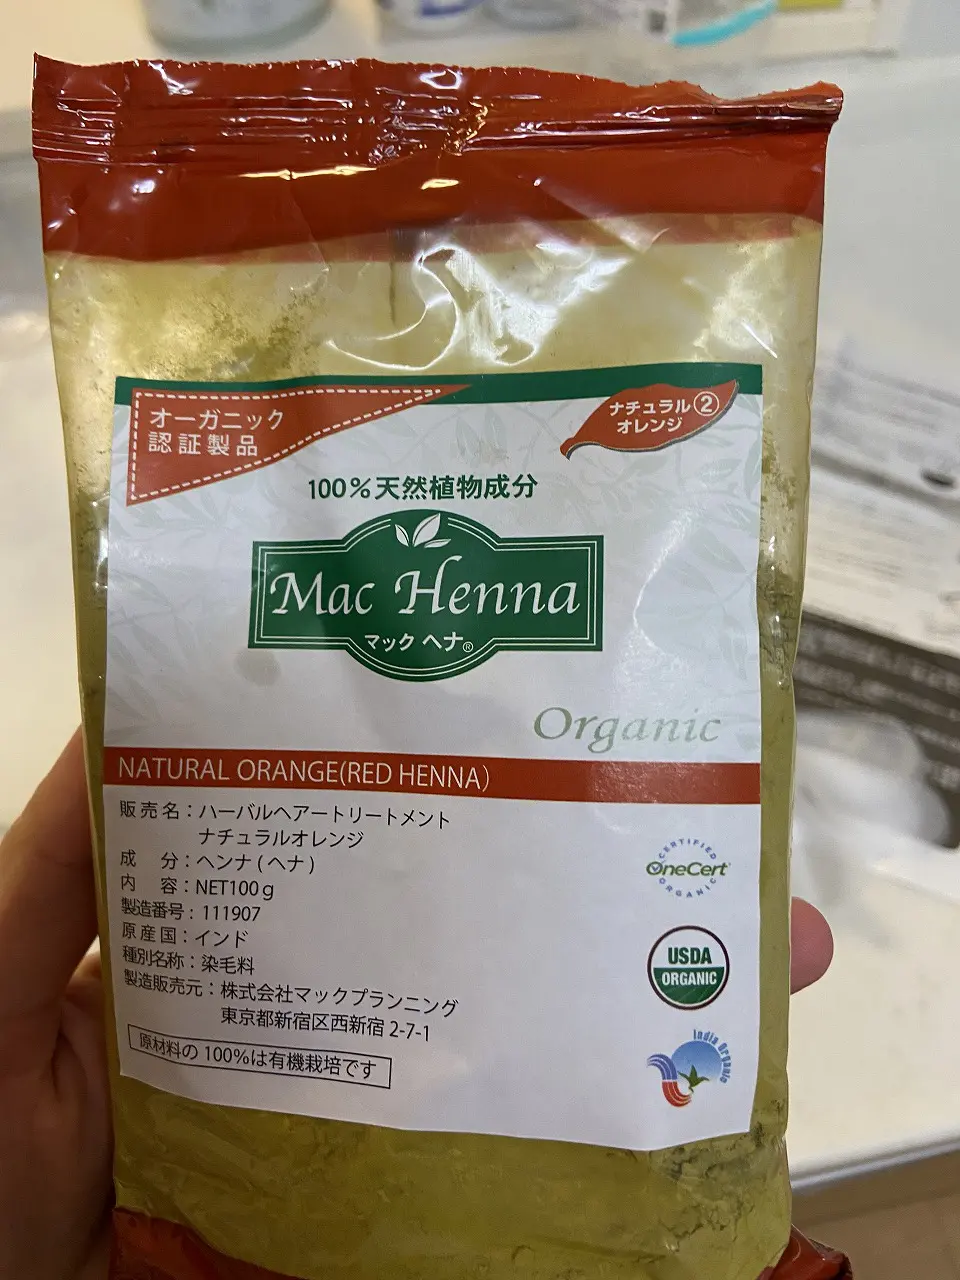 オーガニック
認証製品
ナチュラル②
オレンジ
100%天然植物成分
Mac Henna
マック ヘナ®
Organic
NATURAL ORANGE(RED HENNA)
販売名：ハーバルヘアートリートメント
ナチュラルオレンジ
成 分：ヘンナ(ヘナ)
内 容：NET100g
製造番号：111907
原産国：インド
種別名称：染毛料
製造販売元：株式会社マックプランニング
東京都新宿区西新宿2-7-1
原材料の100%は有機栽培です
CERTIFIED
OneCert
ORGANIC
USDA
ORGANIC
India Organic